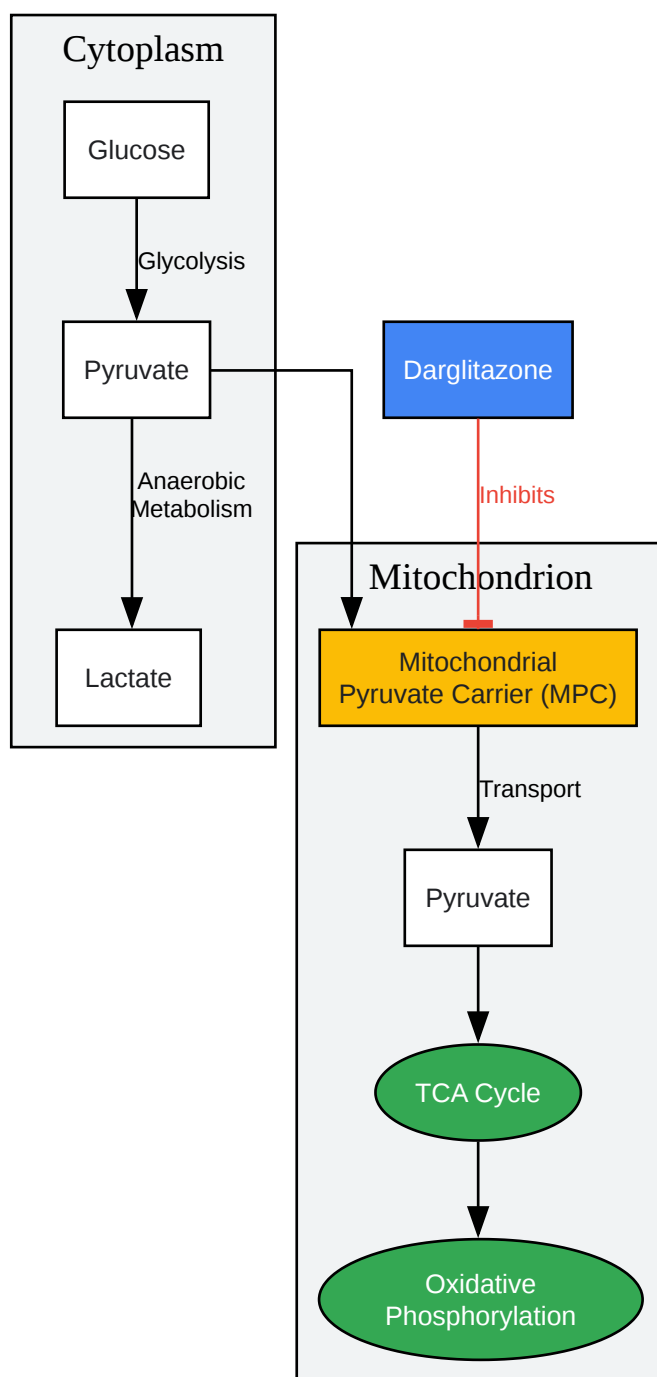 Cytoplasm
Glucose
Glycolysis
Pyruvate
Darglitazone
Anaerobic
Metabolism
Inhibits
Mitochondrion
Lactate
Mitochondrial
Pyruvate Carrier (MPC)
Transport
Pyruvate
TCA Cycle
Oxidative
Phosphorylation